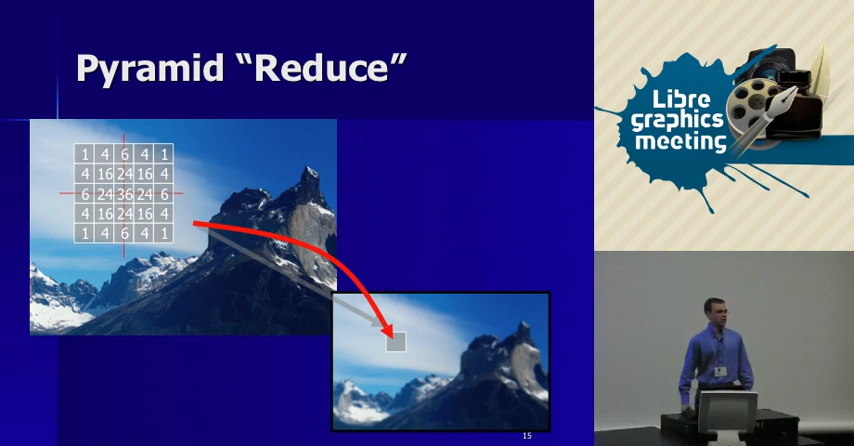 Pyramid “Reduce”
1 4 6 4 1
4 16 24 16 4
6 24 36 24 6
4 16 24 16 4
1 4 6 4 1
15
Libre
graphics
meeting